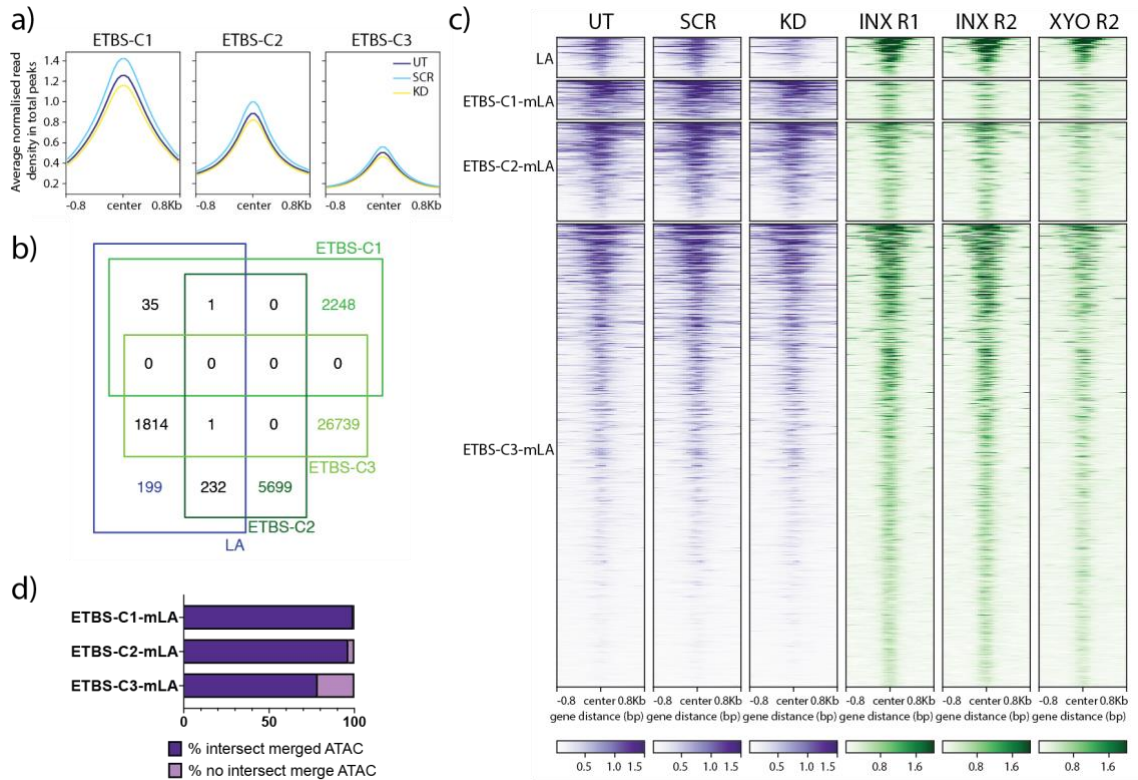 a)
ETBS-C1
ETBS-C2
ETBS-C3
UT
SCR
KD
Average normalised read
density in total peaks
1.4
1.2
1.0
0.8
0.6
0.4
0.2
-0.8 center 0.8Kb
-0.8 center 0.8Kb
-0.8 center 0.8Kb
b)
ETBS-C1
35 1 0 2248
0 0 0 0
1814 1 0 26739
ETBS-C3
199 232 5699
ETBS-C2
LA
c)
UT SCR KD INX R1 INX R2 XYO R2
LA
ETBS-C1-mLA
ETBS-C2-mLA
ETBS-C3-mLA
-0.8 center 0.8Kb -0.8 center 0.8Kb -0.8 center 0.8Kb -0.8 center 0.8Kb -0.8 center 0.8Kb -0.8 center 0.8Kb
gene distance (bp) gene distance (bp) gene distance (bp) gene distance (bp) gene distance (bp) gene distance (bp)
0.5 1.0 1.5 0.5 1.0 1.5 0.5 1.0 1.5 0.8 1.6 0.8 1.6 0.8 1.6
d)
ETBS-C1-mLA
ETBS-C2-mLA
ETBS-C3-mLA
0 50 100
% intersect merged ATAC
% no intersect merge ATAC